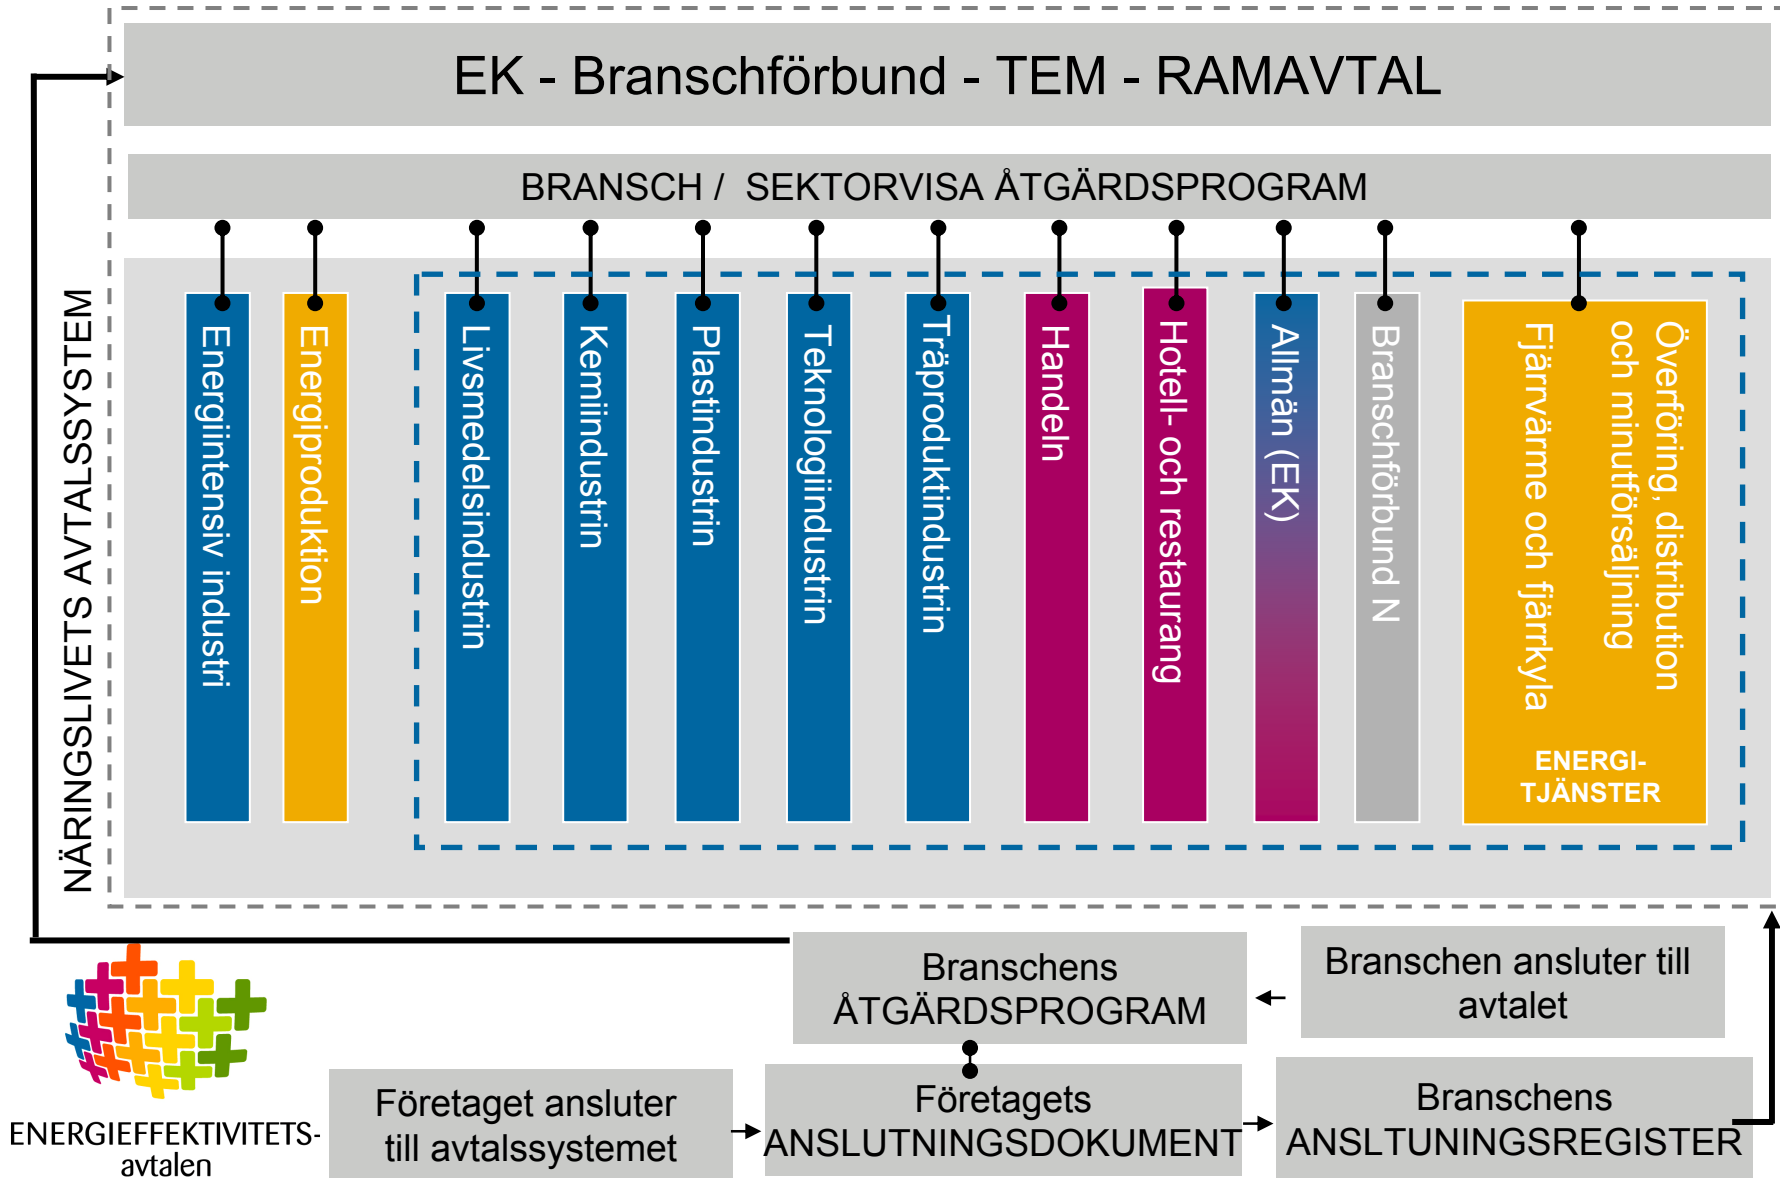 EK - Branschförbund - TEM - RAMAVTAL
BRANSCH / SEKTORVISA ÅTGÄRDSPROGRAM
NÄRINGSLIVETS AVTALSSYSTEM
Energiintensiv industri
Energiproduktion
Livsmedelsindustrin
Kemiindustrin
Plastindustrin
Teknologiindustrin
Träproduktindustrin
Handeln
Hotell- och restaurang
Allmän (EK)
Branschförbund N
Överföring, distribution
och minutförsäljning
Fjärrvärme och fjärrkyla
ENERGI-
TJÄNSTER
Branschens
ÅTGÄRDSPROGRAM
Branschen ansluter till
avtalet
Företaget ansluter
till avtalssystemet
Företagets
ANSLUTNINGSDOKUMENT
Branschens
ANSLTUNINGSREGISTER
ENERGIEFFEKTIVITETS-
avtalen